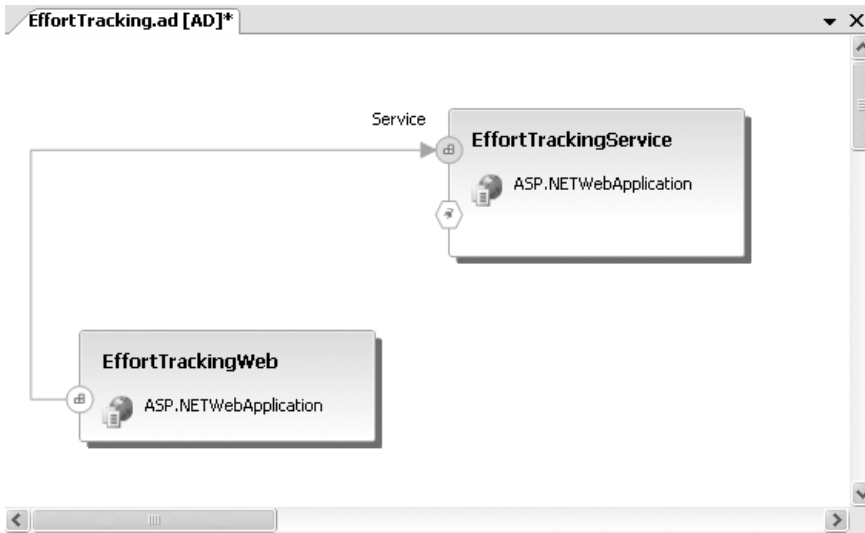 EffortTracking.ad [AD]*
Service
EffortTrackingService
ASP.NETWebApplication
EffortTrackingWeb
ASP.NETWebApplication